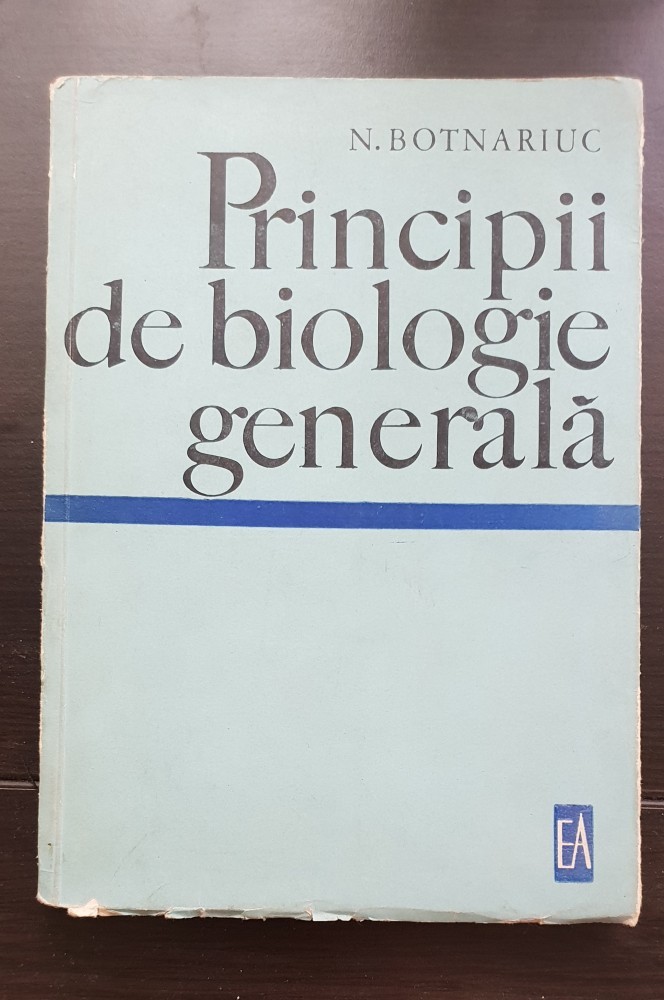 N. BOTNARIUC
Principii
de biologie
generală
EA